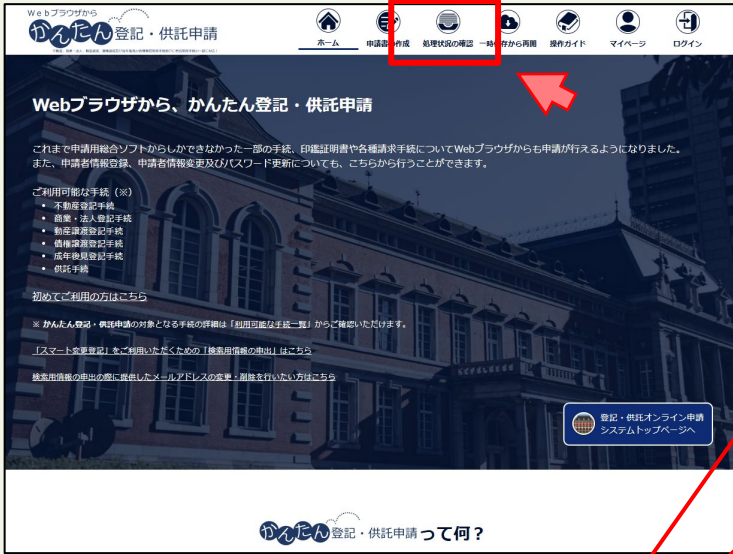 Webブラウザから
かんたん登記・供託申請
ホーム
申請書の作成
処理状況の確認
一時保存から再開
操作ガイド
マイページ
ログイン
Webブラウザから、かんたん登記・供託申請
これまで申請用総合ソフトからしかできなかった一部の手続、印鑑証明書や各種請求手続についてWebブラウザからも申請が行えるようになりました。
また、申請者情報登録、申請者情報変更及びパスワード更新についても、こちらから行うことができます。
ご利用可能な手続（※）
• 不動産登記手続
• 商業・法人登記手続
• 動産譲渡登記手続
• 債権譲渡登記手続
• 成年後見登記手続
• 供託手続
初めてご利用の方はこちら
※ かんたん登記・供託申請の対象となる手続の詳細は「利用可能な手続一覧」からご確認いただけます。
「スマート変更登記」をご利用いただくための「検索用情報の申出」はこちら
検索用情報の申出の際に提供したメールアドレスの変更・削除を行いたい方はこちら
登記・供託オンライン申請
システムトップページへ
かんたん登記・供託申請って何？